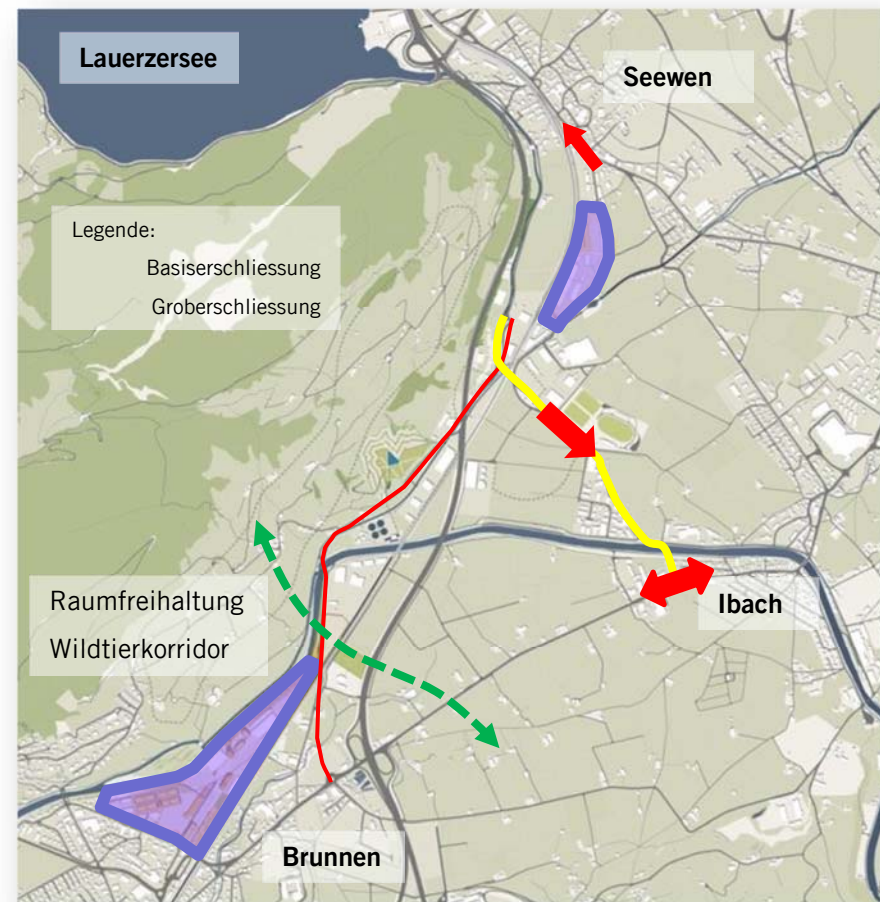 Lauerzersee
Seewen
Legende:
Basiserschliessung
Groberschliessung
Raumfreihaltung
Wildtierkorridor
Ibach
Brunnen